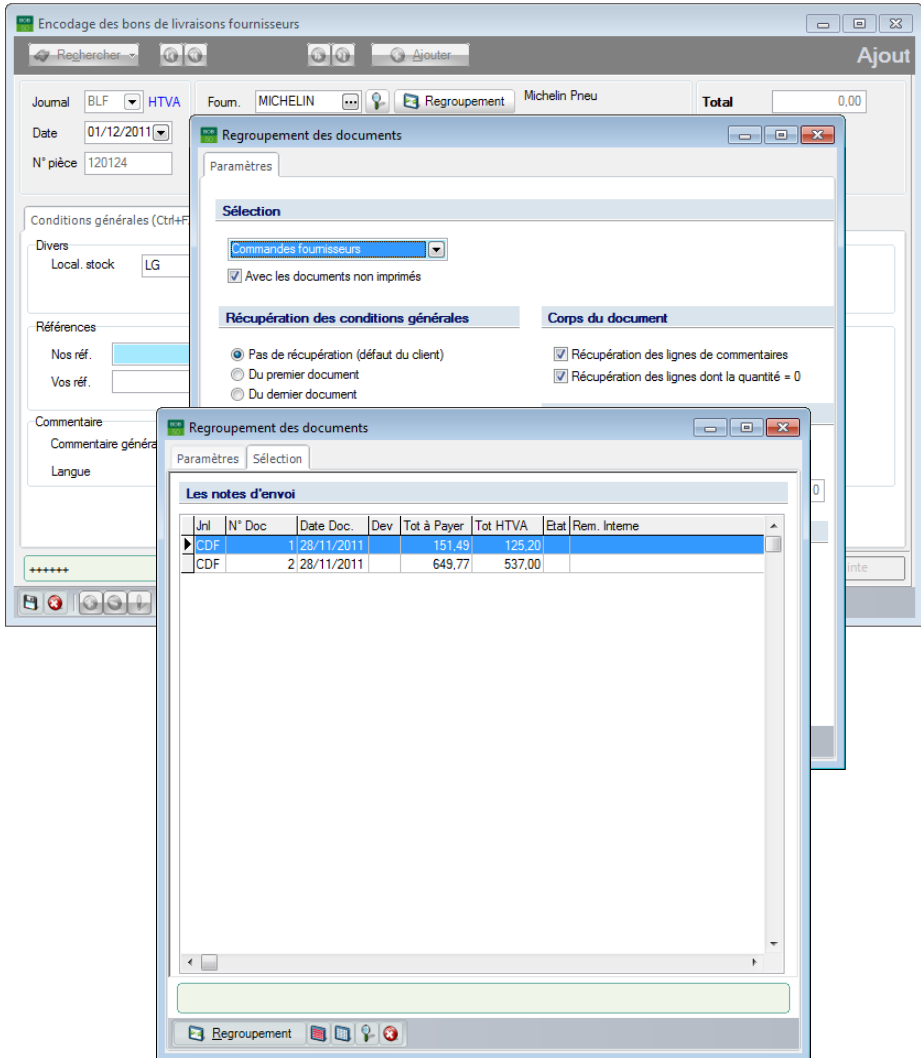 Encodage des bons de livraisons fournisseurs
Rechercher Ajouter Ajout
Journal BLF HTVA Fourn. MICHELIN ... Regroupement Michelin Pneu Total 0,00
Date 01/12/2011
N° pièce 120124
Regroupement des documents
Paramètres
Sélection
Commandes fournisseurs
Avec les documents non imprimés
Récupération des conditions générales Corps du document
Pas de récupération (défaut du client) Récupération des lignes de commentaires
Du premier document Récupération des lignes dont la quantité = 0
Du dernier document
Conditions générales (Ctrl+F
Divers
Local. stock LG
Références
Nos réf.
Vos réf.
Commentaire
Commentaire généra
Langue
0
++++++ inte
Regroupement des documents
Paramètres Sélection
Les notes d'envoi
Jnl N° Doc Date Doc. Dev Tot à Payer Tot HTVA Etat Rem. Interne
CDF 1 28/11/2011 151,49 125,20
CDF 2 28/11/2011 649,77 537,00
Regroupement